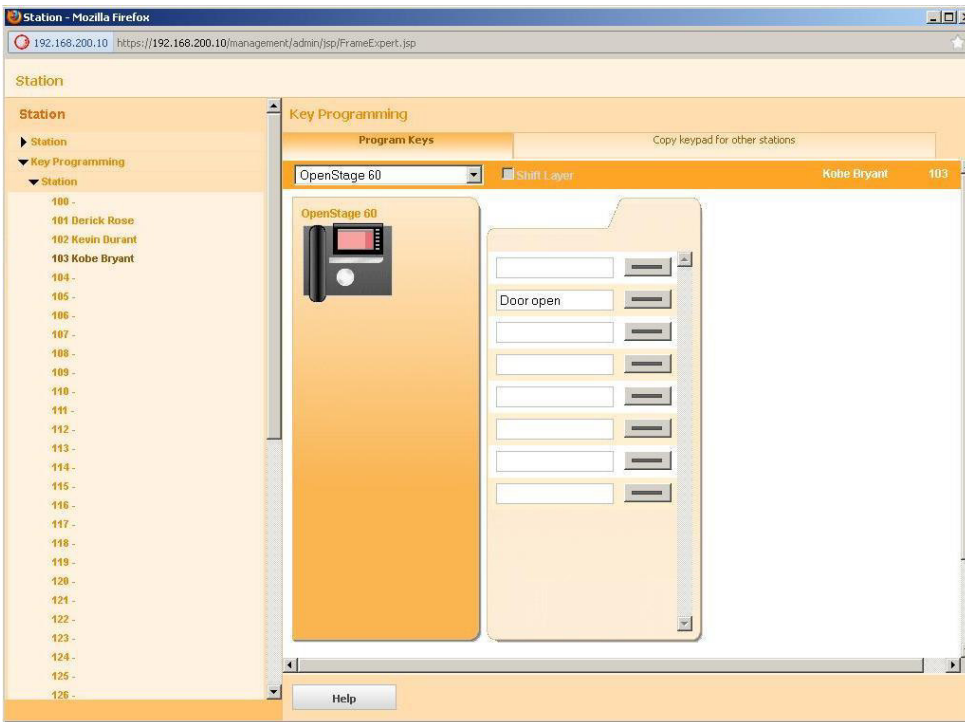 Station - Mozilla Firefox
192.168.200.10 https://192.168.200.10/management/admin/jsp/FrameExpert.jsp
Station
Station
Station
Key Programming
Station
100 -
101 Derick Rose
102 Kevin Durant
103 Kobe Bryant
104 -
105 -
106 -
107 -
108 -
109 -
110 -
111 -
112 -
113 -
114 -
115 -
116 -
117 -
118 -
119 -
120 -
121 -
122 -
123 -
124 -
125 -
126 -
Key Programming
Program Keys
Copy keypad for other stations
OpenStage 60
Shift Layer
Kobe Bryant 103
OpenStage 60
Door open
Help